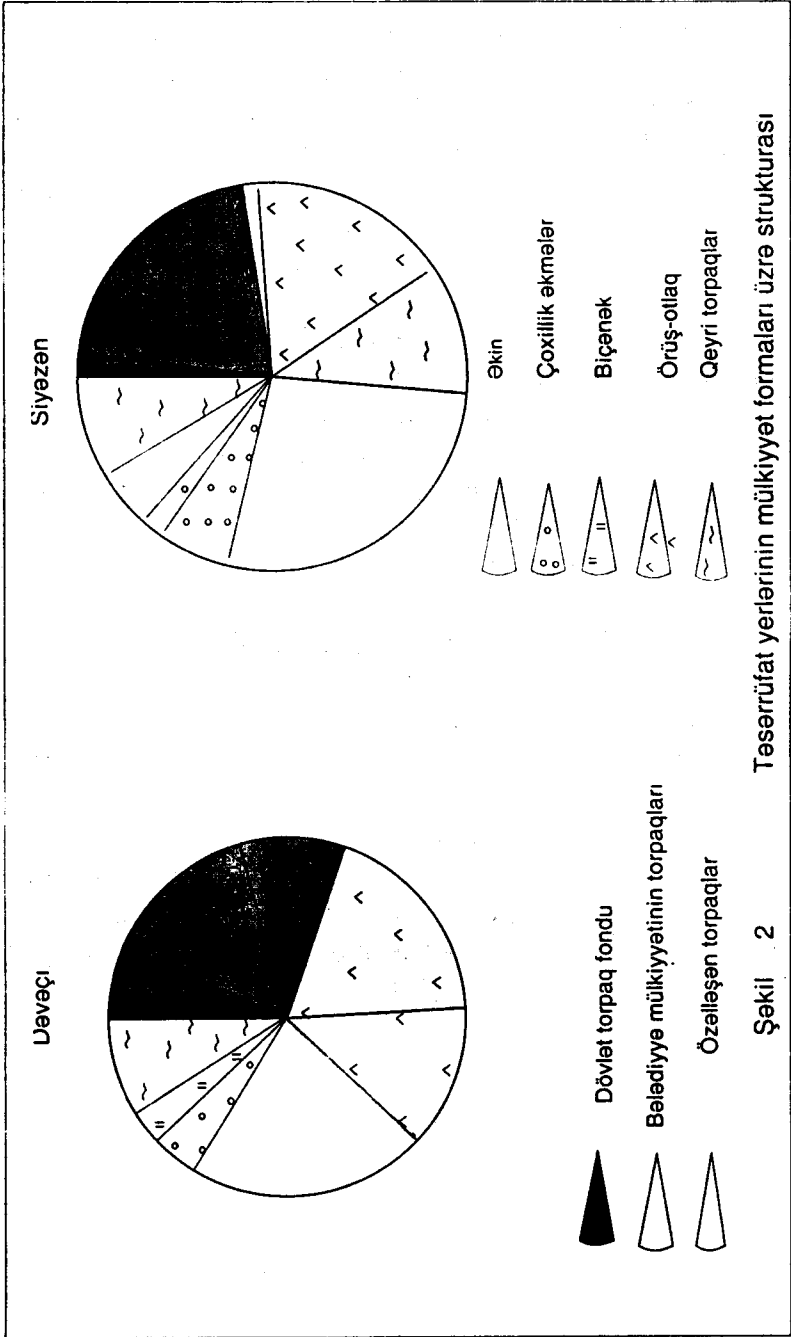 Dəvəçi
Siyəzən
Dövlət torpaq fondu
Bələdiyyə mülkiyyətinin torpaqları
Özəlləşən torpaqlar
Əkin
Çoxillik əkmələr
Biçənək
Örüş-otlaq
Qeyri torpaqlar
Şəkil 2 Təsərrüfat yerlərinin mülkiyyət formaları üzrə strukturası